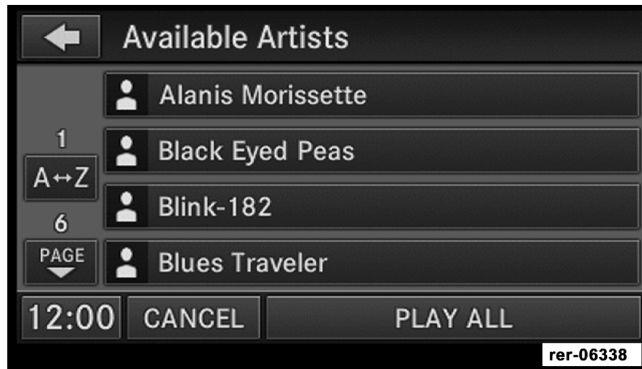 Available Artists
Alanis Morissette
1
Black Eyed Peas
A↔Z
Blink-182
6
PAGE
Blues Traveler
12:00 CANCEL PLAY ALL
rer-06338